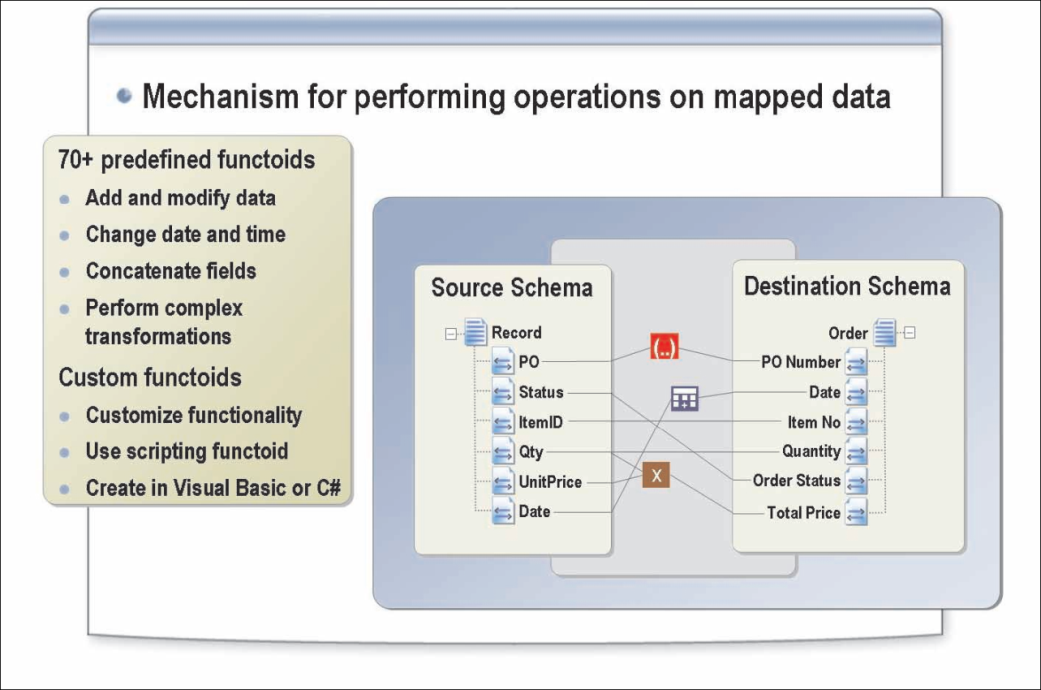 Mechanism for performing operations on mapped data
70+ predefined functoids
Add and modify data
Change date and time
Concatenate fields
Perform complex
transformations
Custom functoids
Customize functionality
Use scripting functoid
Create in Visual Basic or C#
Source Schema
Record
PO
Status
ItemID
Qty
UnitPrice
Date
(..)
X
Destination Schema
Order
PO Number
Date
Item No
Quantity
Order Status
Total Price